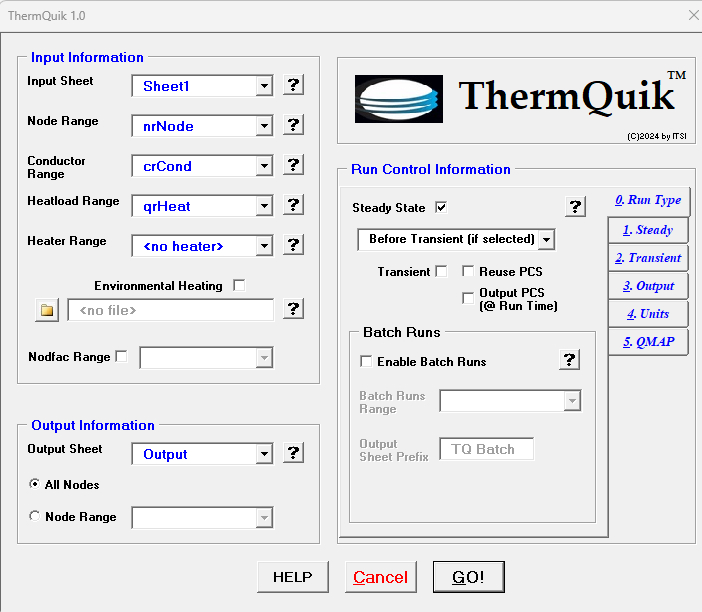 ThermQuik 1.0
Input Information
Input Sheet
Sheet1
?
Node Range
nrNode
?
Conductor
Range
crCond
?
Heatload Range
qrHeat
?
Heater Range
<no heater>
?
Environmental Heating
<no file>
?
Nodfac Range
Output Information
Output Sheet
Output
?
All Nodes
Node Range
ThermQuik™
(C)2024 by ITSI
Run Control Information
Steady State
?
Before Transient (if selected)
Transient
Reuse PCS
Output PCS
(@ Run Time)
Batch Runs
Enable Batch Runs
?
Batch Runs
Range
Output
Sheet Prefix
TQ Batch
0. Run Type
1. Steady
2. Transient
3. Output
4. Units
5. QMAP
HELP
Cancel
GO!